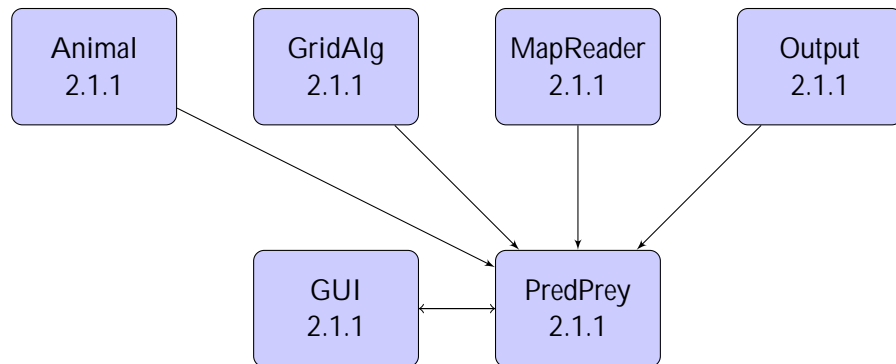 Animal
2.1.1
GridAlg
2.1.1
MapReader
2.1.1
Output
2.1.1
GUI
2.1.1
PredPrey
2.1.1